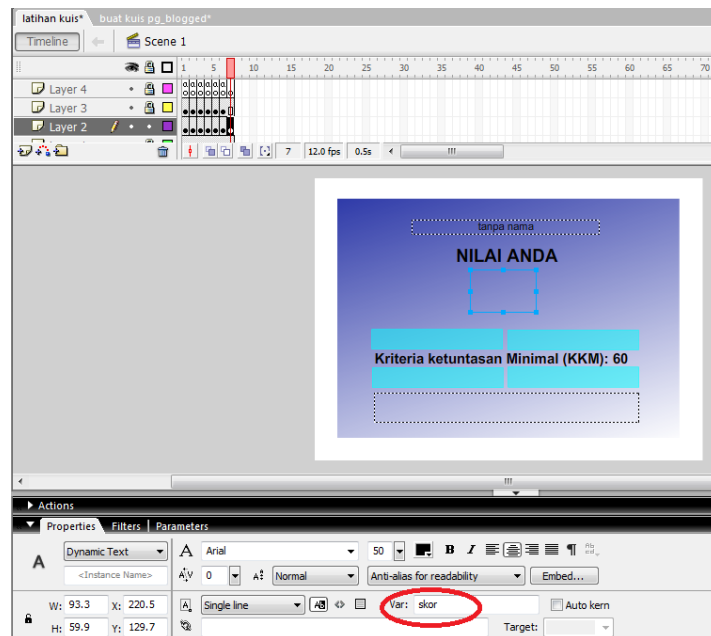 latihan kuis* buat kuis pg_blogged*
Timeline Scene 1
1 5 10 15 20 25 30 35 40 45 50 55 60 65 70
Layer 4
a a a a a a
Layer 3
Layer 2
7 12.0 fps 0.5s
tanpa nama
NILAI ANDA
Kriteria ketuntasan Minimal (KKM): 60
Actions
Properties Filters Parameters
A Dynamic Text A Arial 50 B I
<Instance Name> A V 0 Normal Anti-alias for readability Embed...
W: 93.3 X: 220.5 A Single line AB <> Var: skor Auto kern
H: 59.9 Y: 129.7 Target: